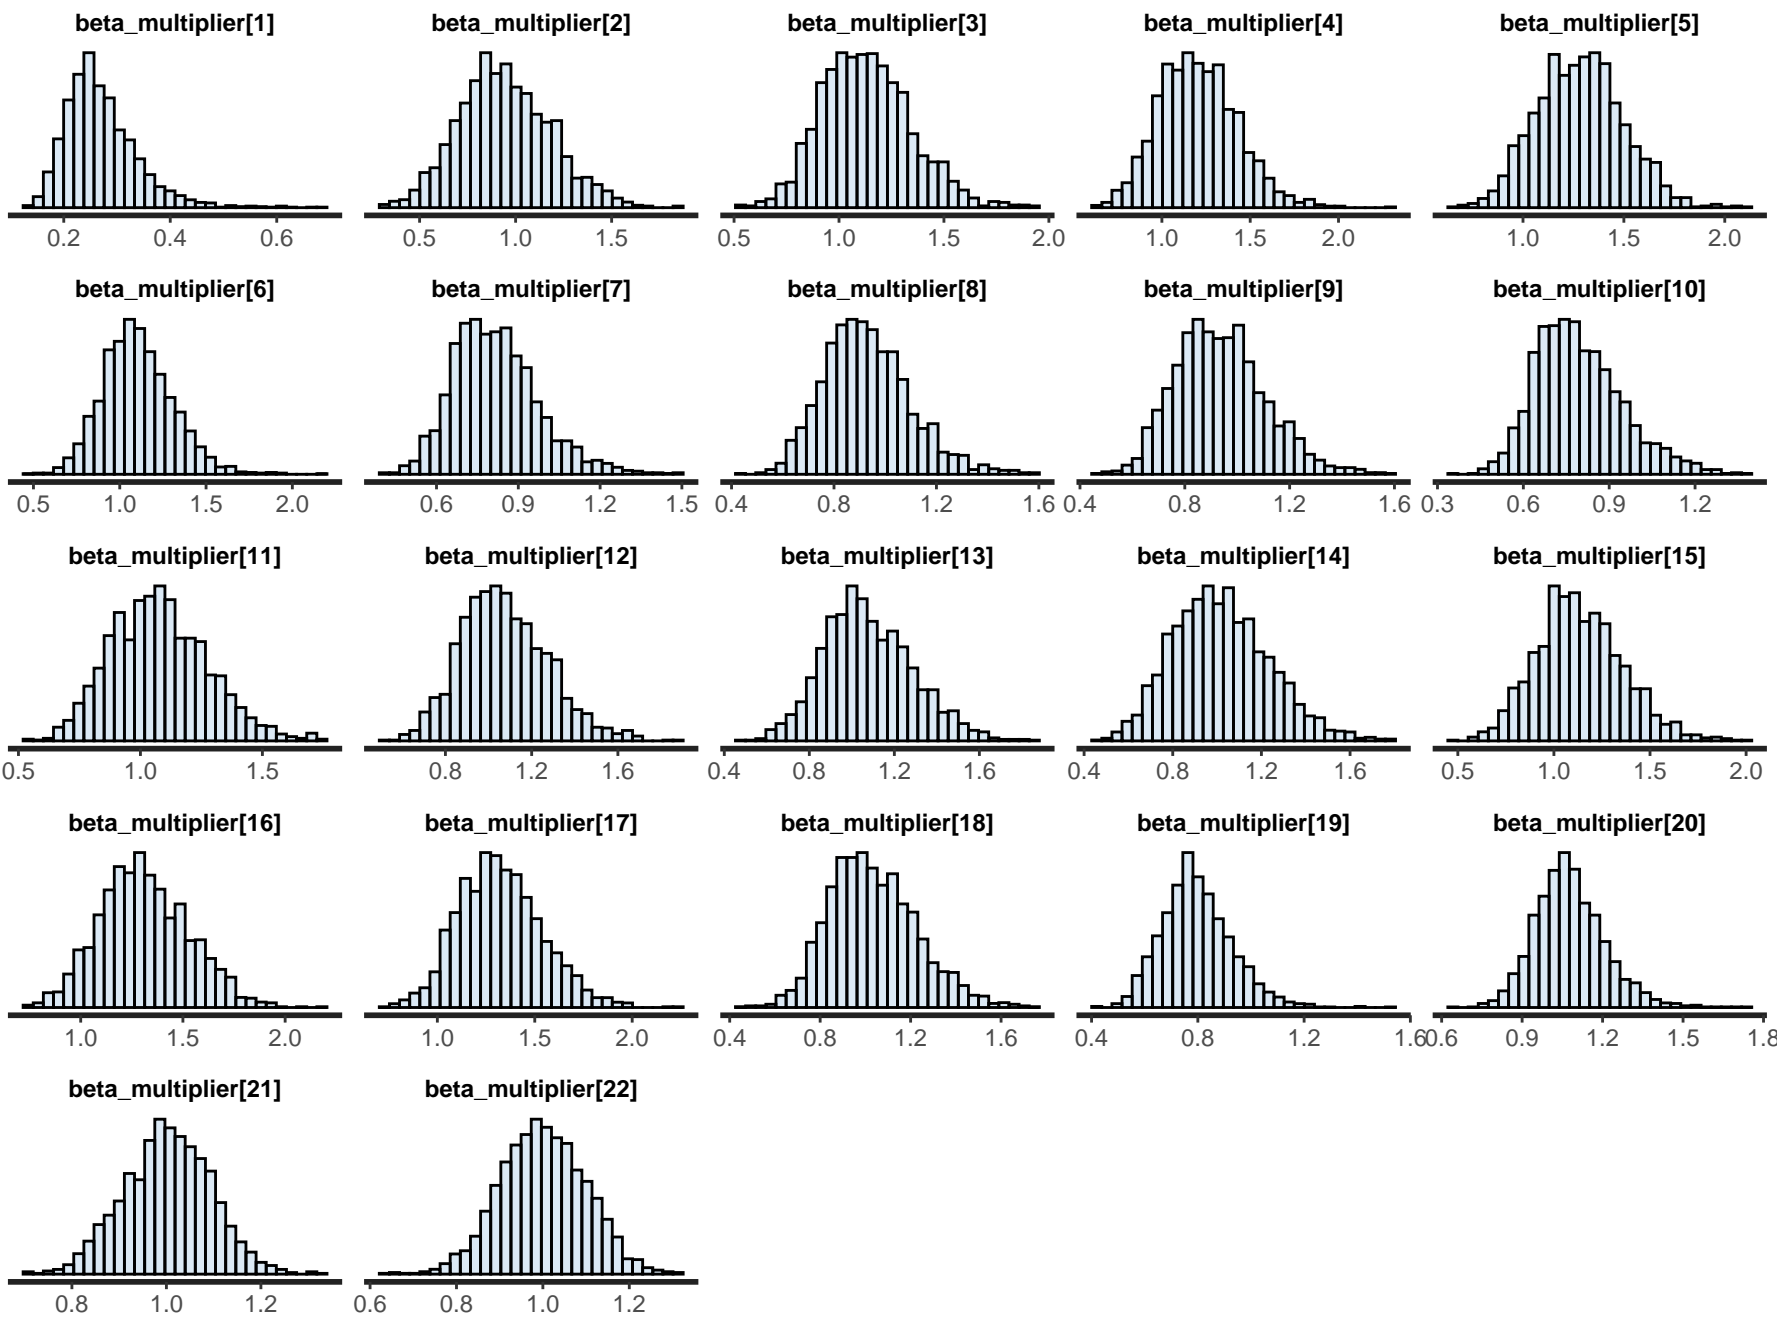 beta_multiplier[1] beta_multiplier[2] beta_multiplier[3] beta_multiplier[4] beta_multiplier[5]
0.2 0.4 0.6 0.5 1.0 1.5 0.5 1.0 1.5 2.0 1.0 1.5 2.0 1.0 1.5 2.0
beta_multiplier[6] beta_multiplier[7] beta_multiplier[8] beta_multiplier[9] beta_multiplier[10]
0.5 1.0 1.5 2.0 0.6 0.9 1.2 1.5 0.4 0.8 1.2 1.6 0.4 0.8 1.2 1.6 0.3 0.6 0.9 1.2
beta_multiplier[11] beta_multiplier[12] beta_multiplier[13] beta_multiplier[14] beta_multiplier[15]
0.5 1.0 1.5 0.8 1.2 1.6 0.4 0.8 1.2 1.6 0.4 0.8 1.2 1.6 0.5 1.0 1.5 2.0
beta_multiplier[16] beta_multiplier[17] beta_multiplier[18] beta_multiplier[19] beta_multiplier[20]
1.0 1.5 2.0 1.0 1.5 2.0 0.4 0.8 1.2 1.6 0.4 0.8 1.2 1.6 0.6 0.9 1.2 1.5 1.8
beta_multiplier[21] beta_multiplier[22]
0.8 1.0 1.2 0.6 0.8 1.0 1.2